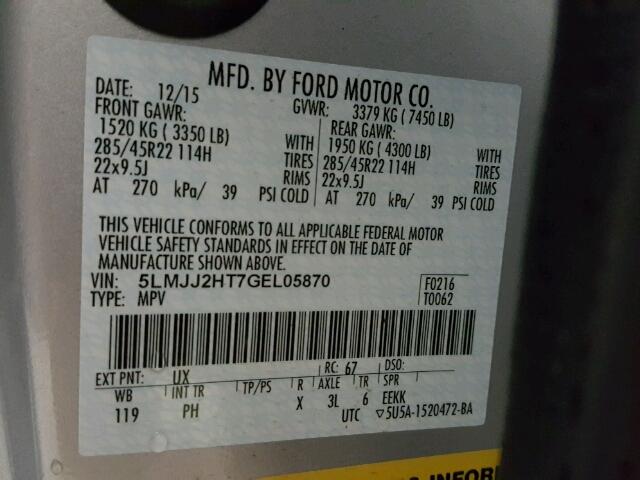 MFD. BY FORD MOTOR CO.
DATE: 12/15 GVWR: 3379 KG ( 7450 LB)
FRONT GAWR: REAR GAWR:
1520 KG ( 3350 LB) WITH 1950 KG ( 4300 LB) WITH
285/45R22 114H TIRES 285/45R22 114H TIRES
22x9.5J RIMS 22x9.5J RIMS
AT 270 kPa/ 39 PSI COLD AT 270 kPa/ 39 PSI COLD
THIS VEHICLE CONFORMS TO ALL APPLICABLE FEDERAL MOTOR
VEHICLE SAFETY STANDARDS IN EFFECT ON THE DATE OF
MANUFACTURE SHOWN ABOVE.
VIN: 5LMJJ2HT7GEL05870 F0216
TYPE: MPV T0062
EXT PNT: UX RC: 67 DSO:
WB INT TR TP/PS R AXLE TR SPR
119 PH X 3L 6 EEKK
UTC ▽5U5A-1520472-BA
INFOR